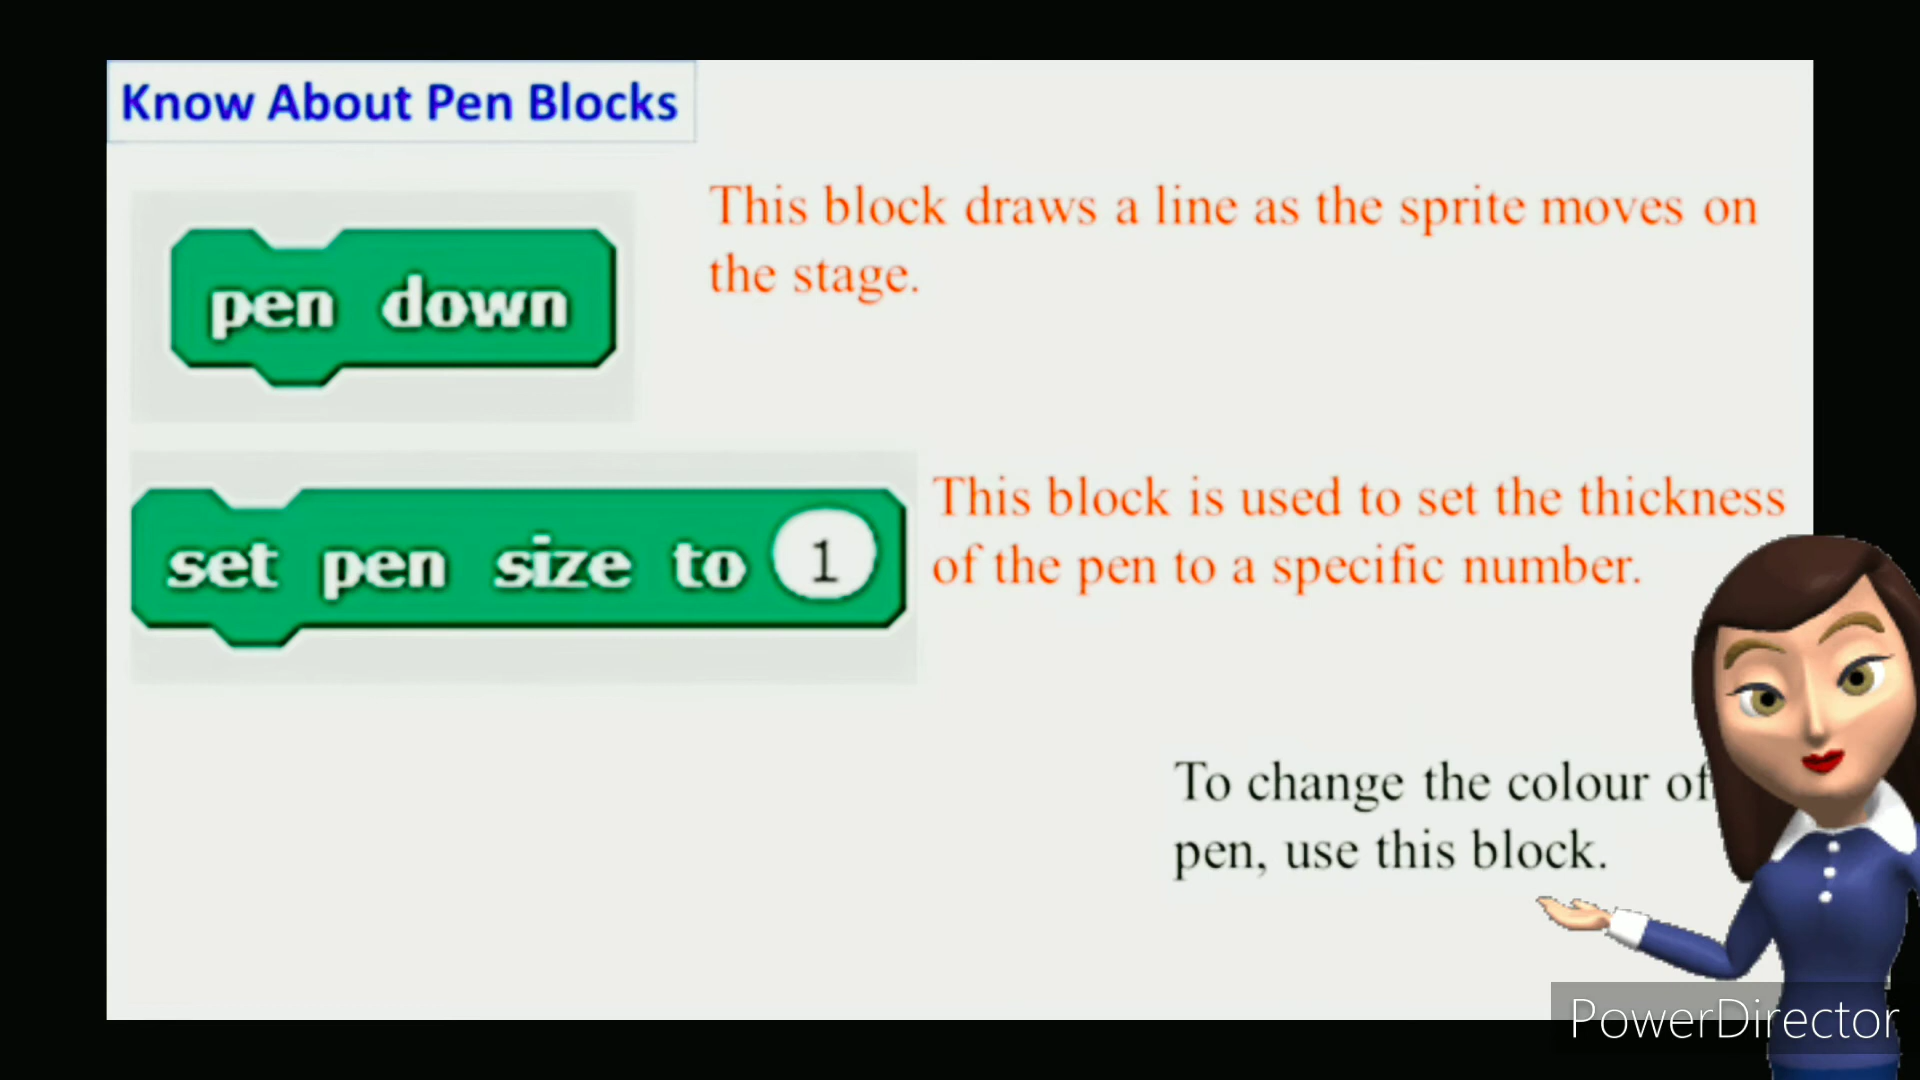 Know About Pen Blocks
This block draws a line as the sprite moves on
the stage.
pen down
This block is used to set the thickness
of the pen to a specific number.
set pen size to 1
To change the colour of
pen, use this block.
PowerDirector